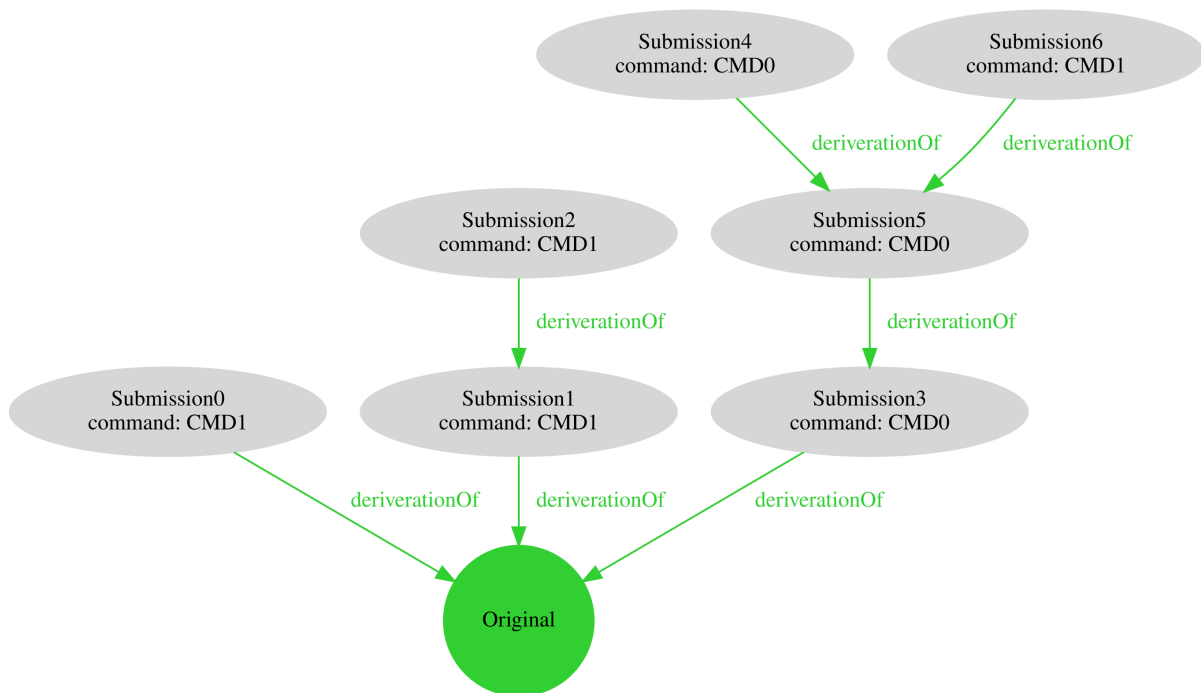 Submission4
command: CMD0
Submission6
command: CMD1
deriverationOf
deriverationOf
Submission2
command: CMD1
Submission5
command: CMD0
deriverationOf
deriverationOf
Submission0
command: CMD1
Submission1
command: CMD1
Submission3
command: CMD0
deriverationOf
deriverationOf
deriverationOf
Original